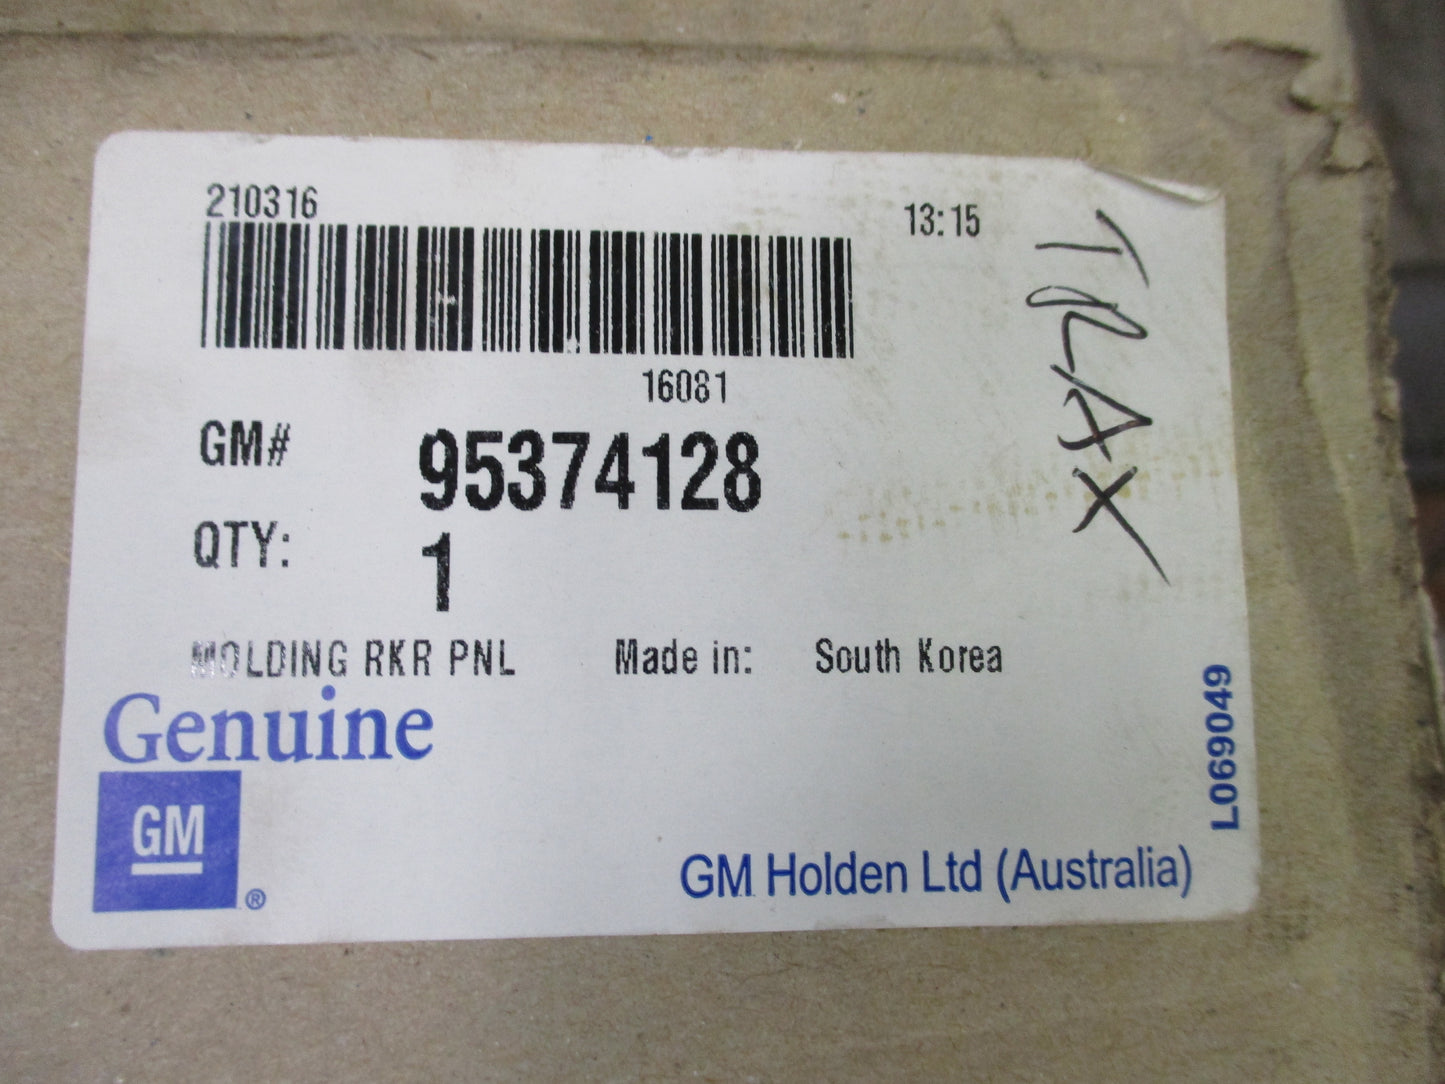 210316
13:15
16081
GM# 95374128
QTY: 1
MOLDING RKR PNL Made in: South Korea
Genuine
GM ®
GM Holden Ltd (Australia)
TRAX
L069049